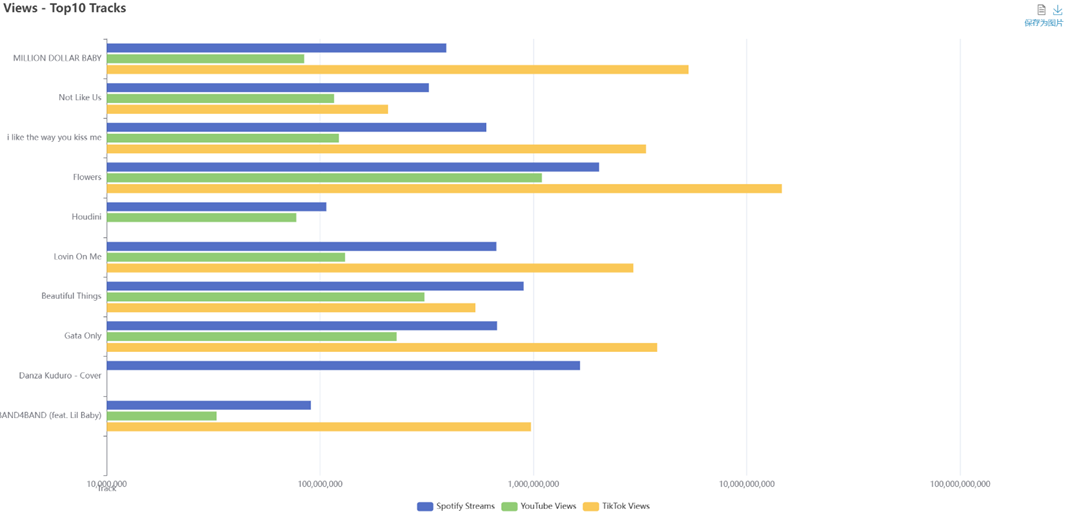 Views - Top10 Tracks
保存为图片
MILLION DOLLAR BABY
Not Like Us
i like the way you kiss me
Flowers
Houdini
Lovin On Me
Beautiful Things
Gata Only
Danza Kuduro - Cover
BAND4BAND (feat. Lil Baby)
10,000,000 100,000,000 1,000,000,000 10,000,000,000 100,000,000,000
Track
Spotify Streams YouTube Views TikTok Views